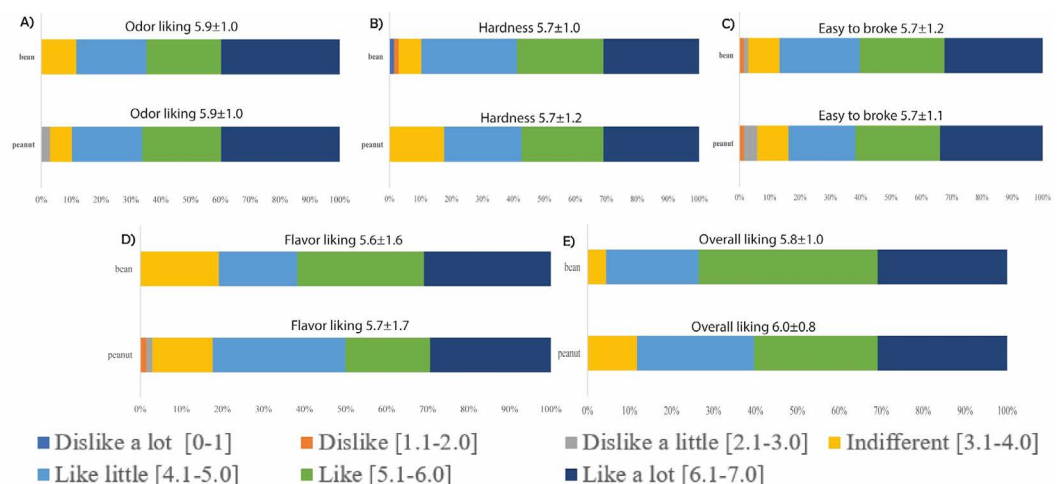 A)
Odor liking 5.9±1.0
bean
Odor liking 5.9±1.0
peanut
0% 10% 20% 30% 40% 50% 60% 70% 80% 90% 100%
B)
Hardness 5.7±1.0
bean
Hardness 5.7±1.2
peanut
0% 10% 20% 30% 40% 50% 60% 70% 80% 90% 100%
C)
Easy to broke 5.7±1.2
bean
Easy to broke 5.7±1.1
peanut
0% 10% 20% 30% 40% 50% 60% 70% 80% 90% 100%
D)
Flavor liking 5.6±1.6
bean
Flavor liking 5.7±1.7
peanut
0% 10% 20% 30% 40% 50% 60% 70% 80% 90% 100%
E)
Overall liking 5.8±1.0
bean
Overall liking 6.0±0.8
peanut
0% 10% 20% 30% 40% 50% 60% 70% 80% 90% 100%
Dislike a lot [0-1] Dislike [1.1-2.0] Dislike a little [2.1-3.0] Indifferent [3.1-4.0]
Like little [4.1-5.0] Like [5.1-6.0] Like a lot [6.1-7.0]